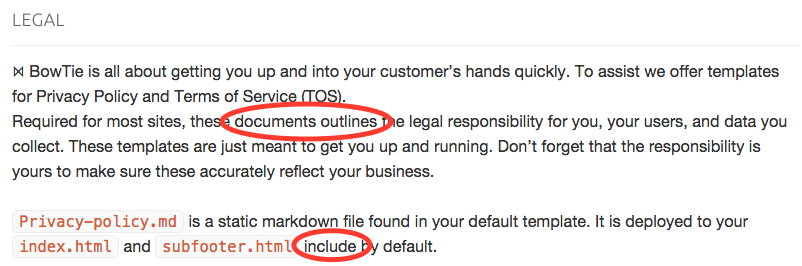 LEGAL
⋈ BowTie is all about getting you up and into your customer’s hands quickly. To assist we offer templates
for Privacy Policy and Terms of Service (TOS).
Required for most sites, these documents outlines the legal responsibility for you, your users, and data you
collect. These templates are just meant to get you up and running. Don’t forget that the responsibility is
yours to make sure these accurately reflect your business.
Privacy-policy.md is a static markdown file found in your default template. It is deployed to your
index.html and subfooter.html include by default.